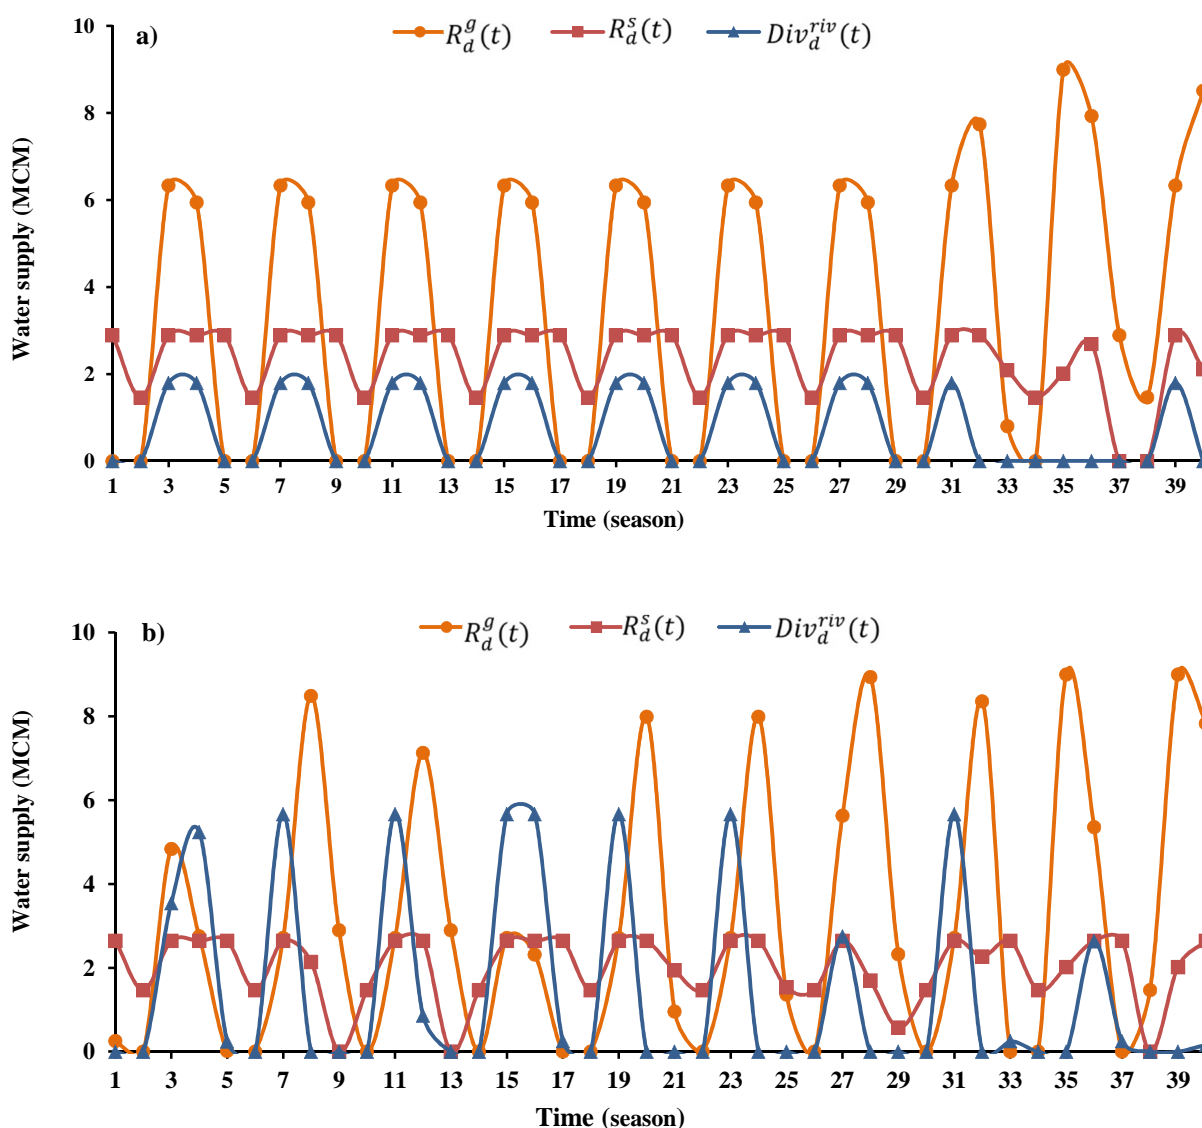 a)
R_d^g(t) R_d^s(t) Div_d^{riv}(t)
Water supply (MCM)
10
8
6
4
2
0
1 3 5 7 9 11 13 15 17 19 21 23 25 27 29 31 33 35 37 39
Time (season)
b)
R_d^g(t) R_d^s(t) Div_d^{riv}(t)
Water supply (MCM)
10
8
6
4
2
0
1 3 5 7 9 11 13 15 17 19 21 23 25 27 29 31 33 35 37 39
Time (season)